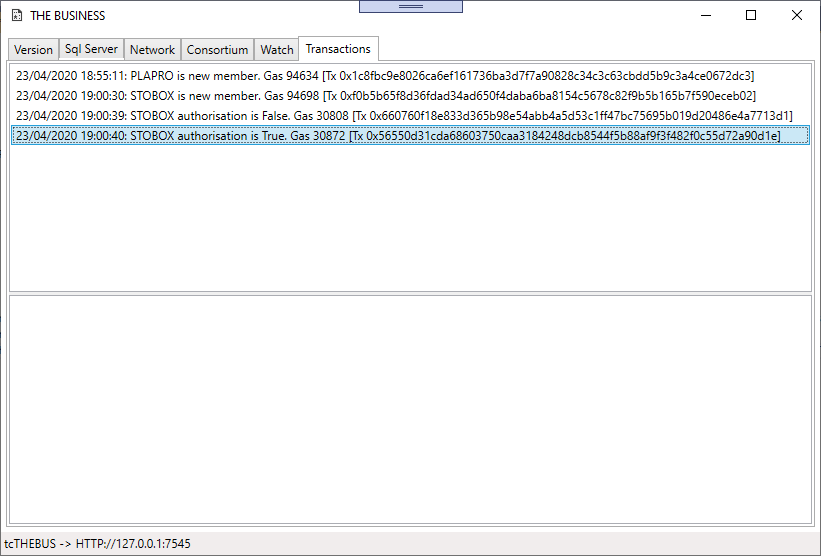 THE BUSINESS
Version Sql Server Network Consortium Watch Transactions
23/04/2020 18:55:11: PLAPRO is new member. Gas 94634 [Tx 0x1c8fbc9e8026ca6ef161736ba3d7f7a90828c34c3c63cbdd5b9c3a4ce0672dc3]
23/04/2020 19:00:30: STOBOX is new member. Gas 94698 [Tx 0xf0b5b65f8d36fdad34ad650f4daba6ba8154c5678c82f9b5b165b7f590eceb02]
23/04/2020 19:00:39: STOBOX authorisation is False. Gas 30808 [Tx 0x660760f18e833d365b98e54abb4a5d53c1ff47bc75695b019d20486e4a7713d1]
23/04/2020 19:00:40: STOBOX authorisation is True. Gas 30872 [Tx 0x56550d31cda68603750caa3184248dcb8544f5b88af9f3f482f0c55d72a90d1e]
tcTHEBUS -> HTTP://127.0.0.1:7545